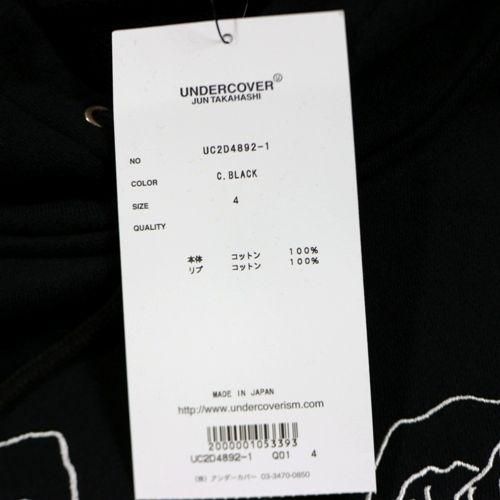 UNDERCOVER Ⓤ
JUN TAKAHASHI
NO UC2D4892-1
COLOR C.BLACK
SIZE 4
QUALITY
本体 コットン 100%
リブ コットン 100%
MADE IN JAPAN
http://www.undercoverism.com
2000001053393
UC2D4892-1 Q01 4
(株) アンダーカバー 03-3470-0850